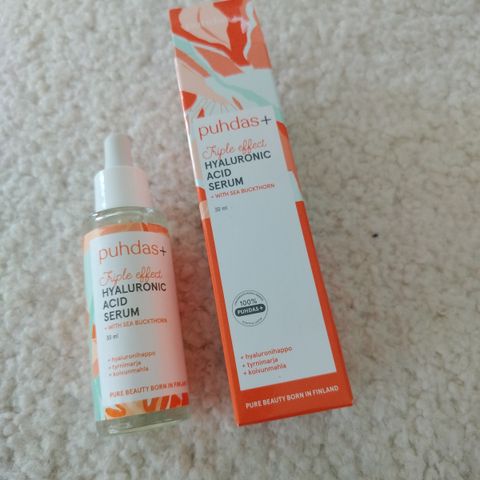 puhdas+
Triple effect
HYALURONIC
ACID
SERUM
+ WITH SEA BUCKTHORN
30 ml
+ hyaluronihappo
+ tyrnimarja
+ koivunmahla
PURE BEAUTY BORN IN FINLAND
puhdas+
Triple effect
HYALURONIC
ACID
SERUM
+ WITH SEA BUCKTHORN
30 ml
100%
PUHDAS+
+ hyaluronihappo
+ tyrnimarja
+ koivunmahla
PURE BEAUTY BORN IN FINLAND